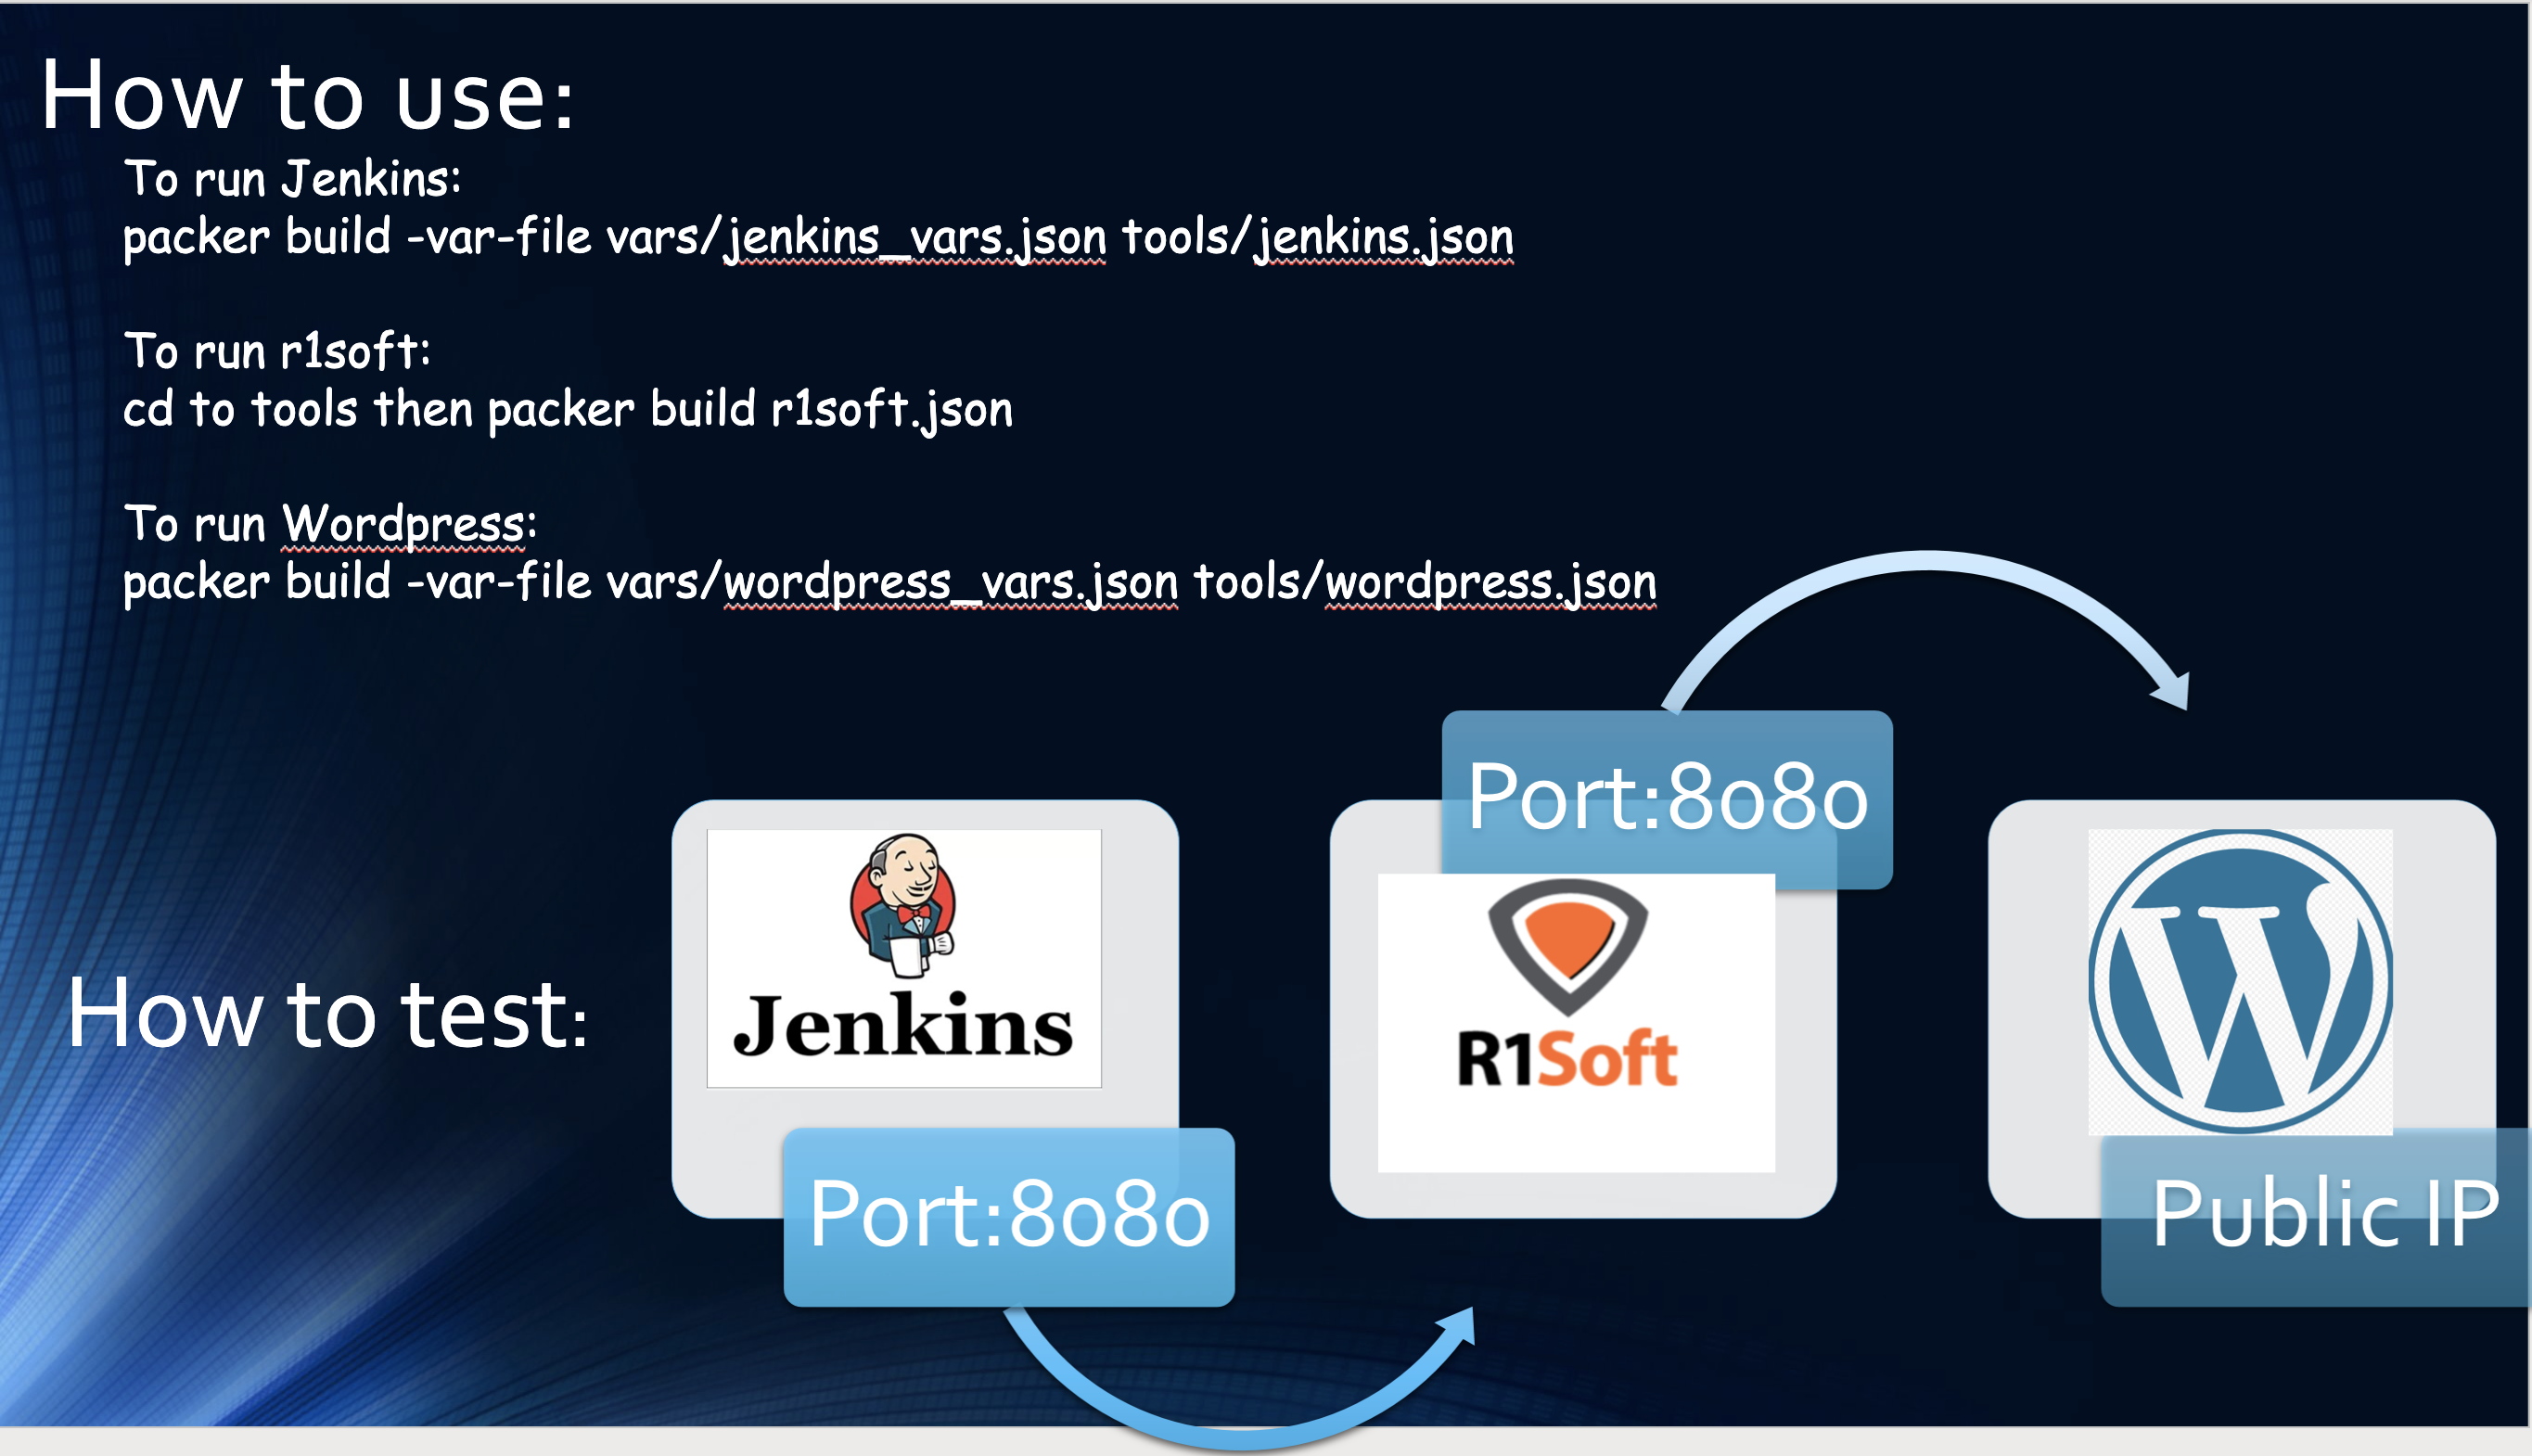 How to use:
To run Jenkins:
packer build -var-file vars/jenkins_vars.json tools/jenkins.json
To run r1soft:
cd to tools then packer build r1soft.json
To run Wordpress:
packer build -var-file vars/wordpress_vars.json tools/wordpress.json
How to test:
Jenkins
Port:8080
Port:8080
R1Soft
W
Public IP